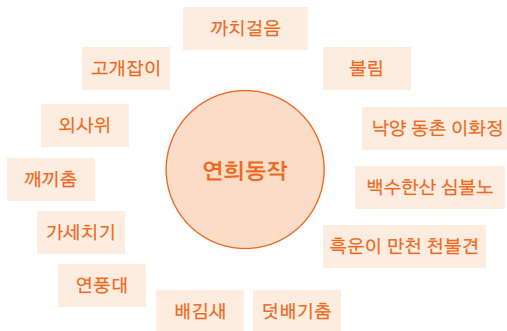 까치걸음
고개잡이
불림
외사위
낙양 동촌 이화정
깨끼춤
연희동작
백수한산 심불노
가세치기
흑운이 만천 천불견
연풍대
배김새
덧배기춤